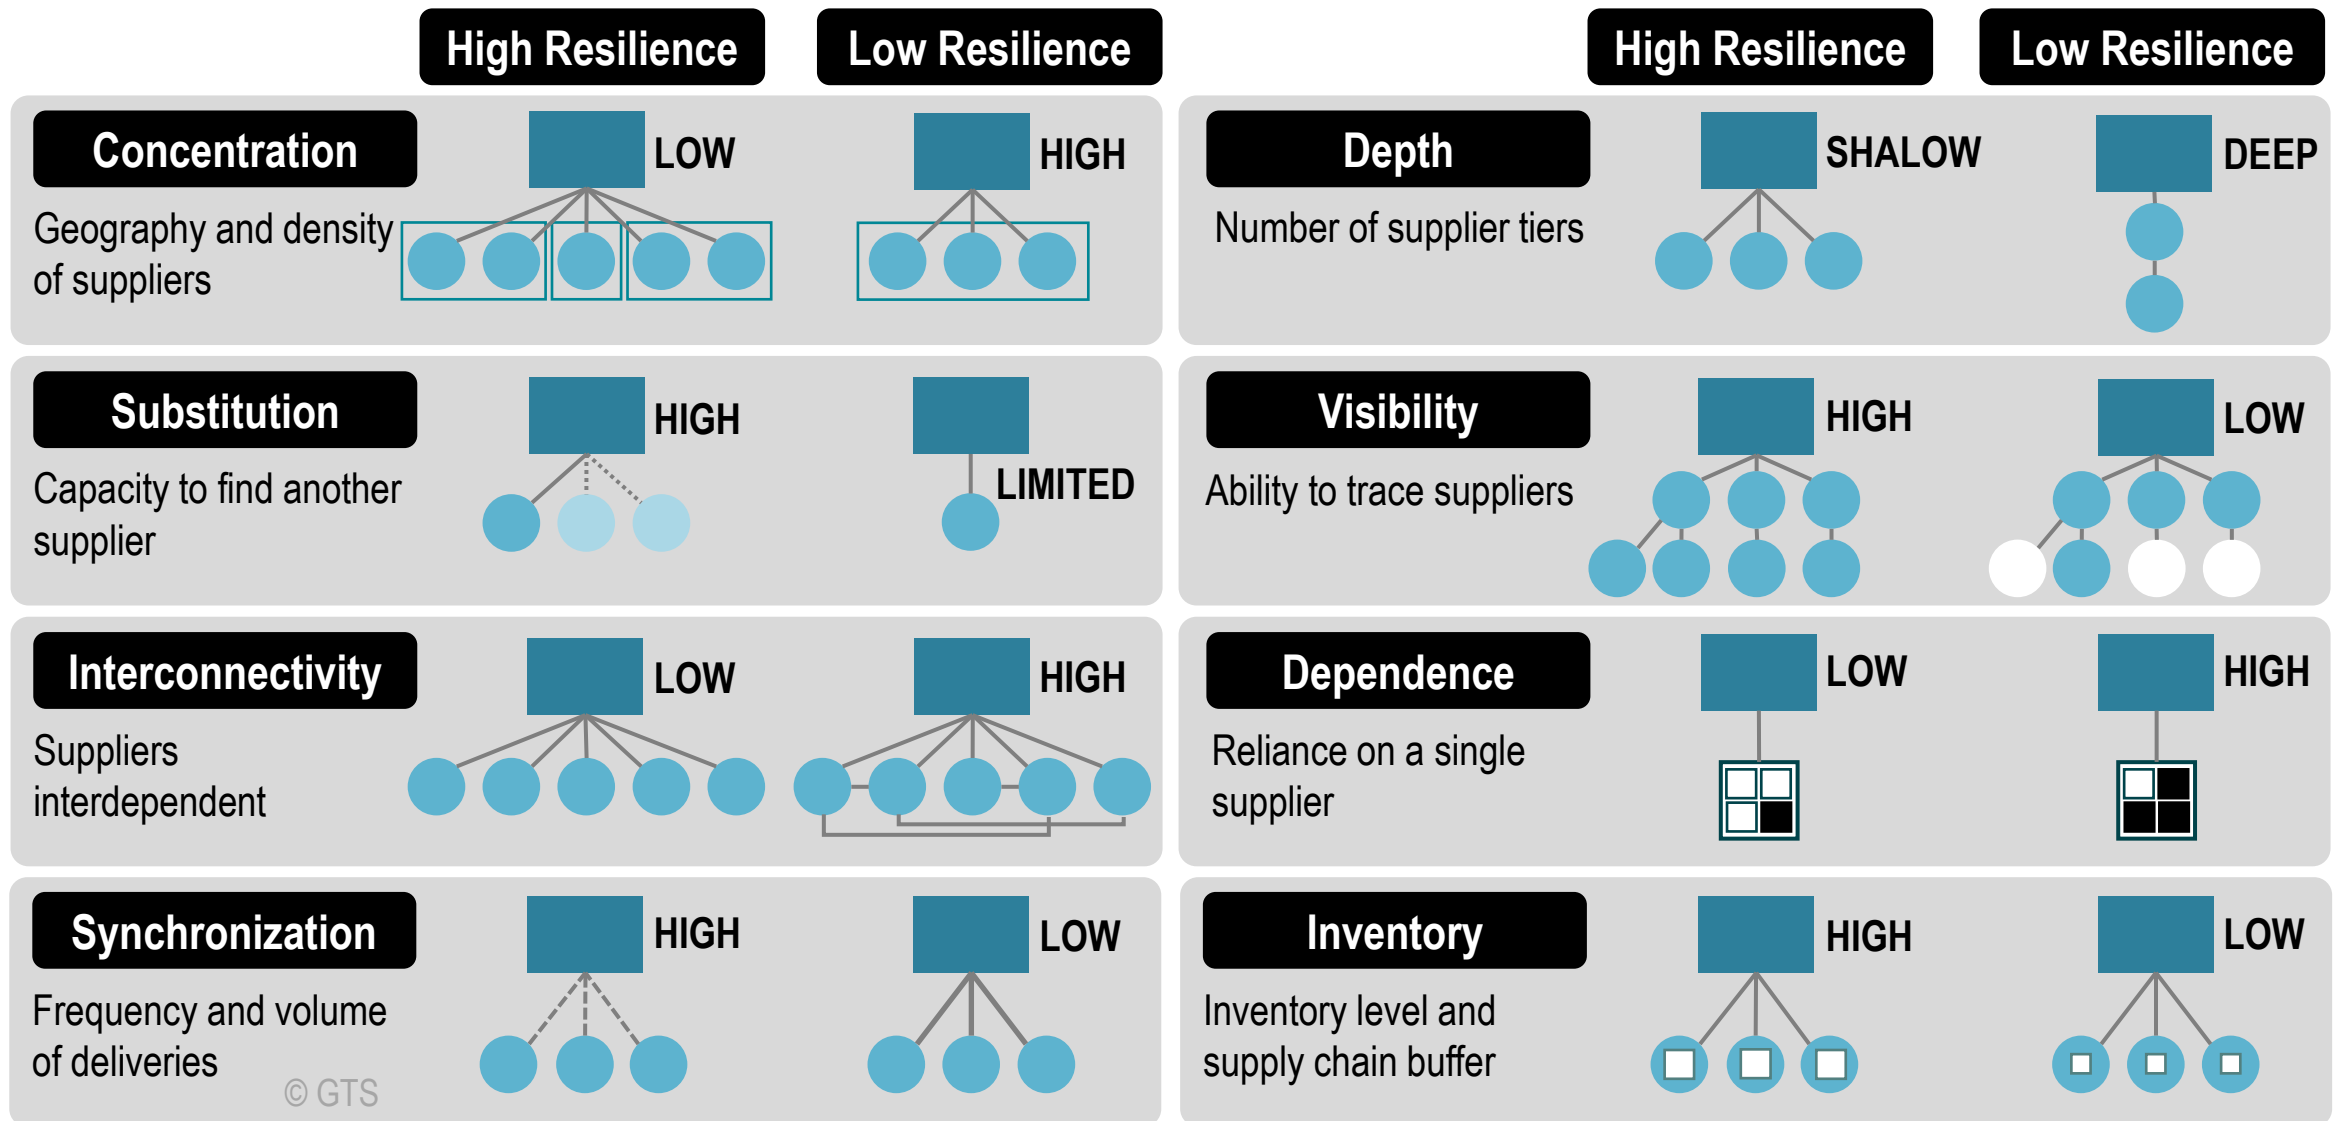 High Resilience
Low Resilience
High Resilience
Low Resilience
Concentration
LOW
HIGH
Geography and density
of suppliers
Depth
SHALOW
DEEP
Number of supplier tiers
Substitution
HIGH
LIMITED
Capacity to find another
supplier
Visibility
HIGH
LOW
Ability to trace suppliers
Interconnectivity
LOW
HIGH
Suppliers
interdependent
Dependence
LOW
HIGH
Reliance on a single
supplier
Synchronization
HIGH
LOW
Frequency and volume
of deliveries
© GTS
Inventory
HIGH
LOW
Inventory level and
supply chain buffer